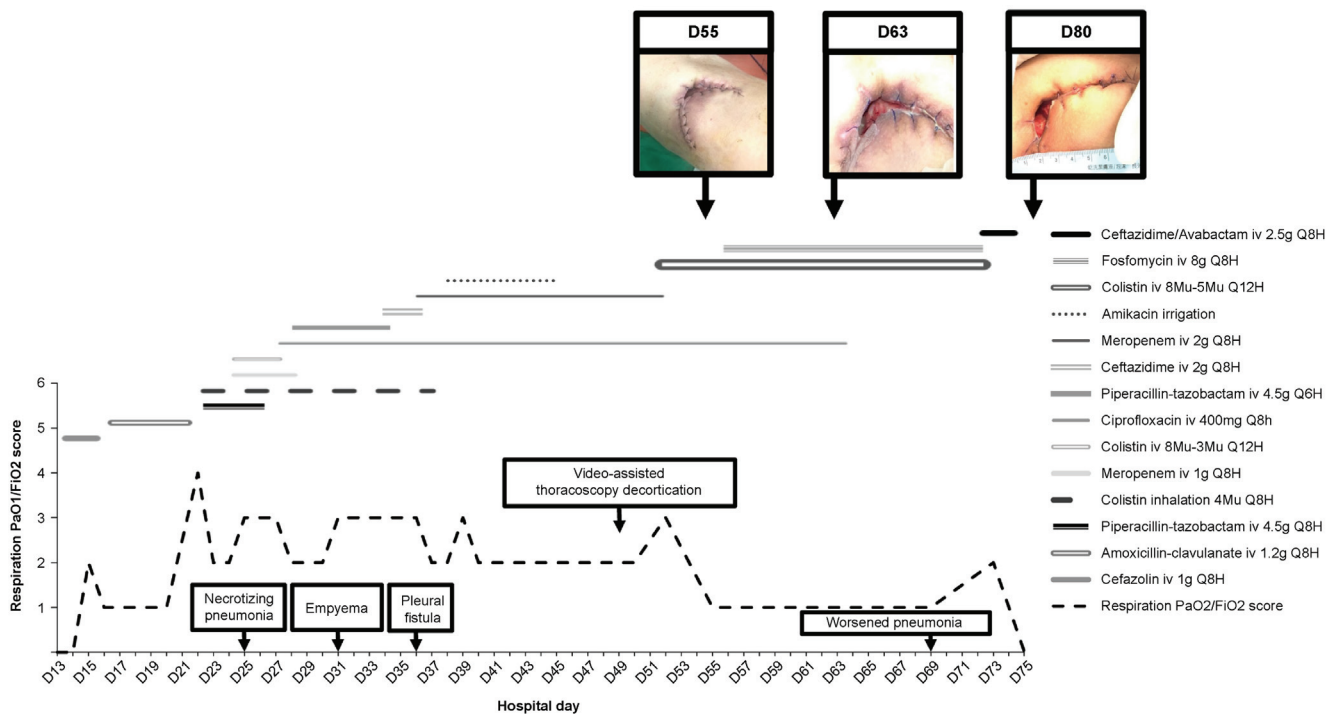 D55
D63
D80
Ceftazidime/Avabactam iv 2.5g Q8H
Fosfomycin iv 8g Q8H
Colistin iv 8Mu-5Mu Q12H
Amikacin irrigation
Meropenem iv 2g Q8H
Ceftazidime iv 2g Q8H
Piperacillin-tazobactam iv 4.5g Q6H
Ciprofloxacin iv 400mg Q8h
Colistin iv 8Mu-3Mu Q12H
Meropenem iv 1g Q8H
Colistin inhalation 4Mu Q8H
Piperacillin-tazobactam iv 4.5g Q8H
Amoxicillin-clavulanate iv 1.2g Q8H
Cefazolin iv 1g Q8H
Respiration PaO2/FiO2 score
Respiration PaO1/FiO2 score
6
5
4
3
2
1
Video-assisted
thoracoscopy decortication
Necrotizing
pneumonia
Empyema
Pleural
fistula
Worsened pneumonia
D13 D15 D17 D19 D21 D23 D25 D27 D29 D31 D33 D35 D37 D39 D41 D43 D45 D47 D49 D51 D53 D55 D57 D59 D61 D63 D65 D67 D69 D71 D73 D75
Hospital day